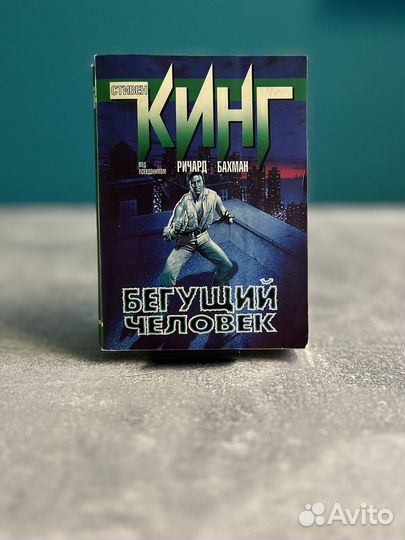 СТИВЕН
КИНГ
ПОД ПСЕВДОНИМОМ
РИЧАРД БАХМАН
БЕГУЩИЙ
ЧЕЛОВЕК
Avito